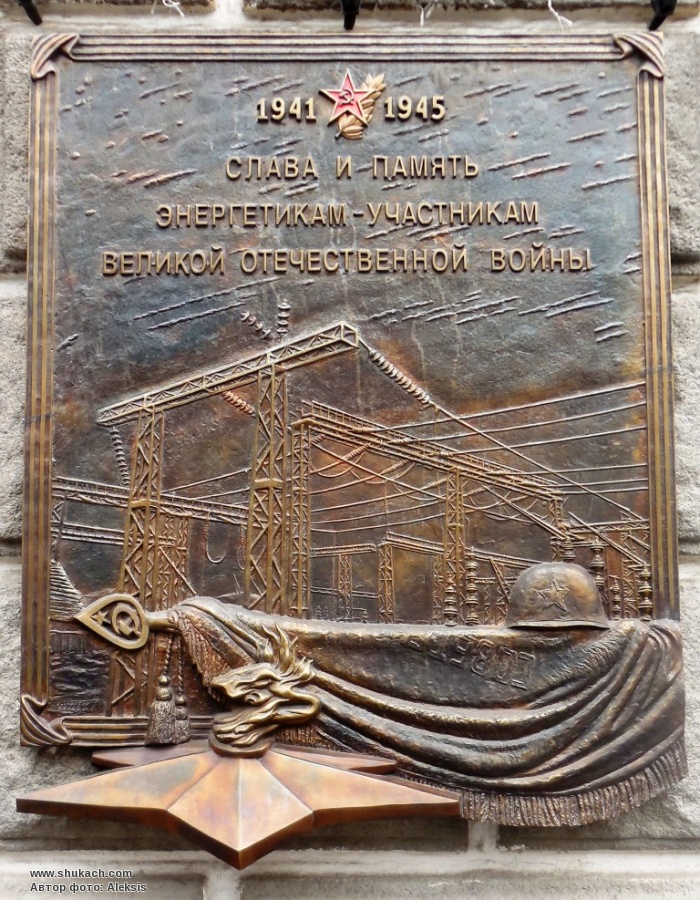 1941 1945
СЛАВА И ПАМЯТЬ
ЭНЕРГЕТИКАМ-УЧАСТНИКАМ
ВЕЛИКОЙ ОТЕЧЕСТВЕННОЙ ВОЙНЫ
www.shukach.com
Автор фото: Aleksis